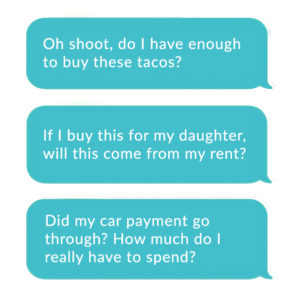 Oh shoot, do I have enough
to buy these tacos?
If I buy this for my daughter,
will this come from my rent?
Did my car payment go
through? How much do I
really have to spend?